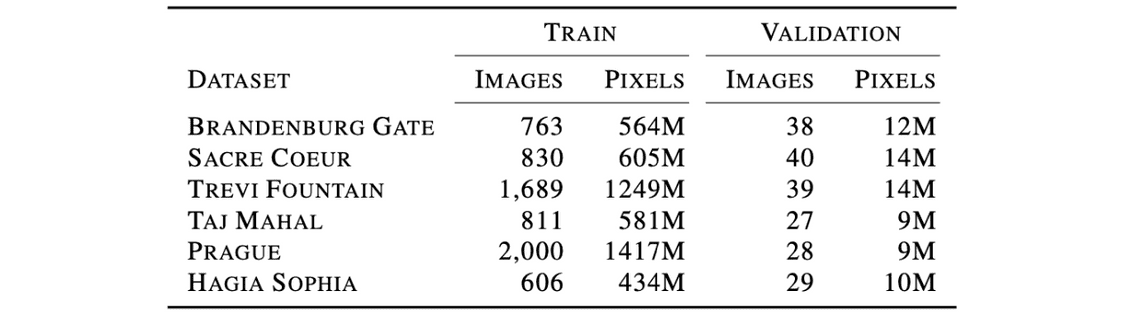 TRAIN VALIDATION
DATASET IMAGES PIXELS IMAGES PIXELS
BRANDENBURG GATE 763 564M 38 12M
SACRE COEUR 830 605M 40 14M
TREVI FOUNTAIN 1,689 1249M 39 14M
TAJ MAHAL 811 581M 27 9M
PRAGUE 2,000 1417M 28 9M
HAGIA SOPHIA 606 434M 29 10M